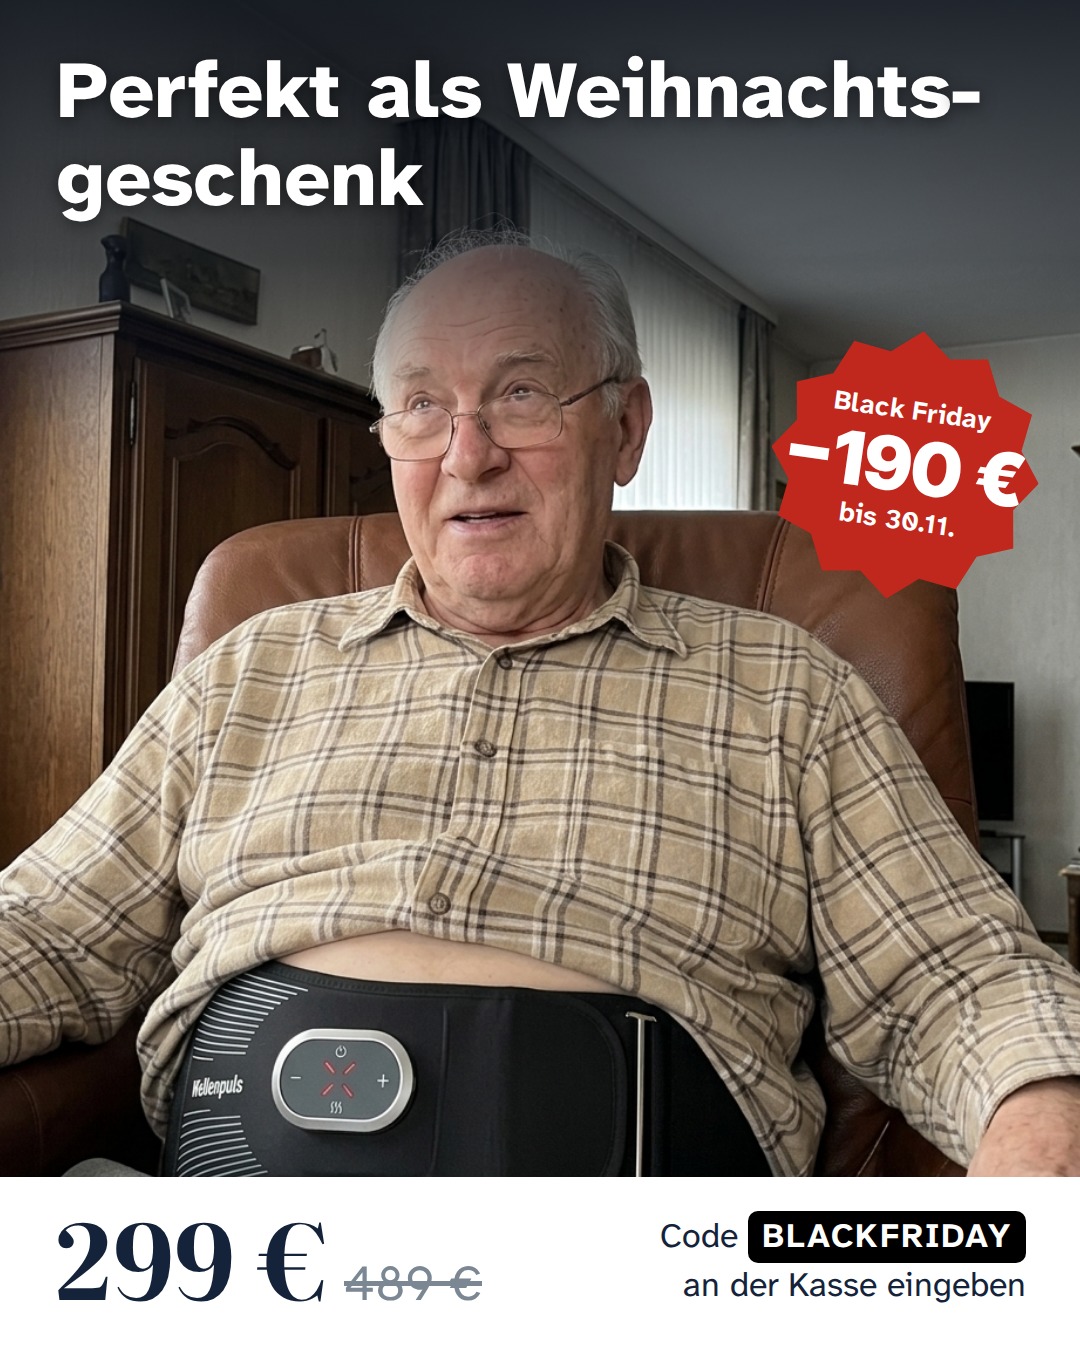 Perfekt als Weihnachts-
geschenk
Black Friday
–190 €
bis 30.11.
Wellenpuls
299 € 489 €
Code BLACKFRIDAY
an der Kasse eingeben